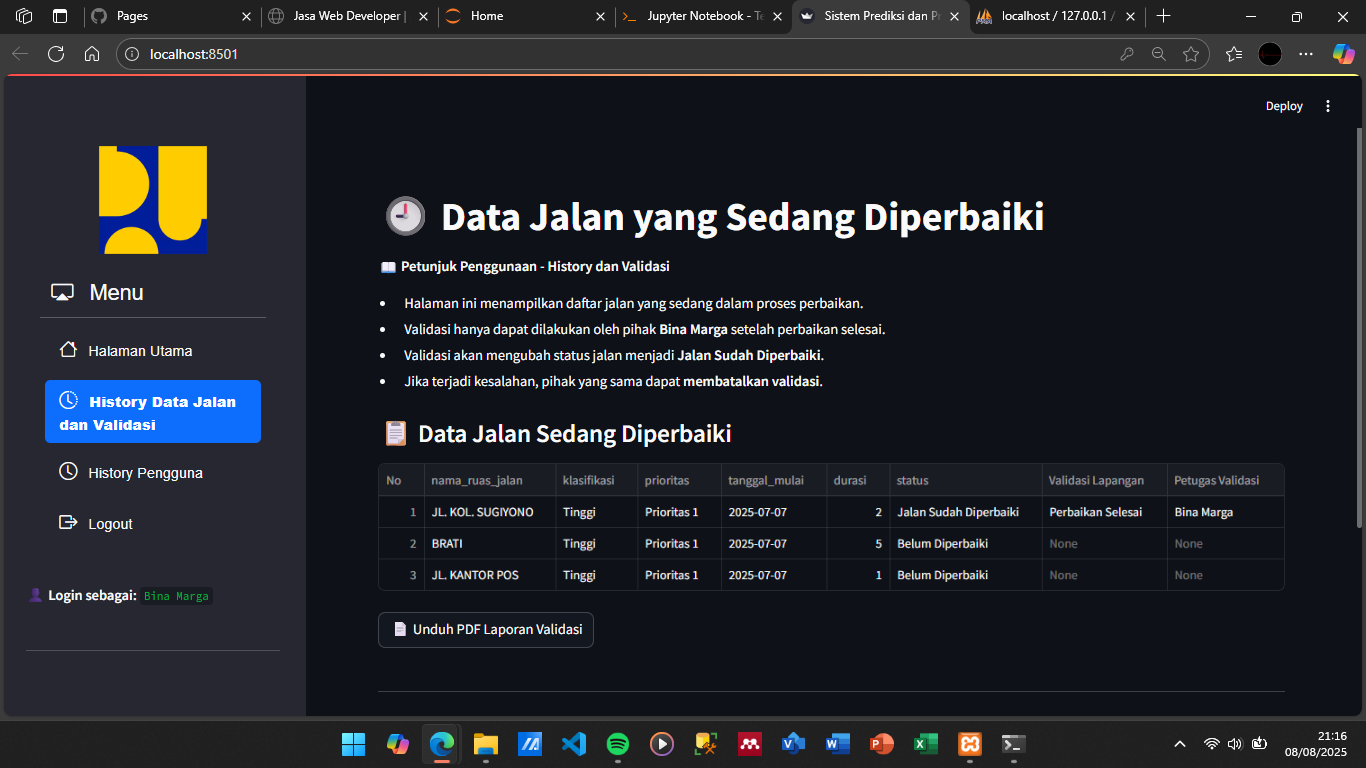 Pages
Jasa Web Developer |
Home
Jupyter Notebook - Te
Sistem Prediksi dan Pr
localhost / 127.0.0.1 /
localhost:8501
Deploy
Menu
Halaman Utama
History Data Jalan
dan Validasi
History Pengguna
Logout
Login sebagai: Bina Marga
Data Jalan yang Sedang Diperbaiki
Petunjuk Penggunaan - History dan Validasi
• Halaman ini menampilkan daftar jalan yang sedang dalam proses perbaikan.
• Validasi hanya dapat dilakukan oleh pihak Bina Marga setelah perbaikan selesai.
• Validasi akan mengubah status jalan menjadi Jalan Sudah Diperbaiki.
• Jika terjadi kesalahan, pihak yang sama dapat membatalkan validasi.
Data Jalan Sedang Diperbaiki
No nama_ruas_jalan klasifikasi prioritas tanggal_mulai durasi status Validasi Lapangan Petugas Validasi
1 JL. KOL. SUGIYONO Tinggi Prioritas 1 2025-07-07 2 Jalan Sudah Diperbaiki Perbaikan Selesai Bina Marga
2 BRATI Tinggi Prioritas 1 2025-07-07 5 Belum Diperbaiki None None
3 JL. KANTOR POS Tinggi Prioritas 1 2025-07-07 1 Belum Diperbaiki None None
Unduh PDF Laporan Validasi
21:16
08/08/2025